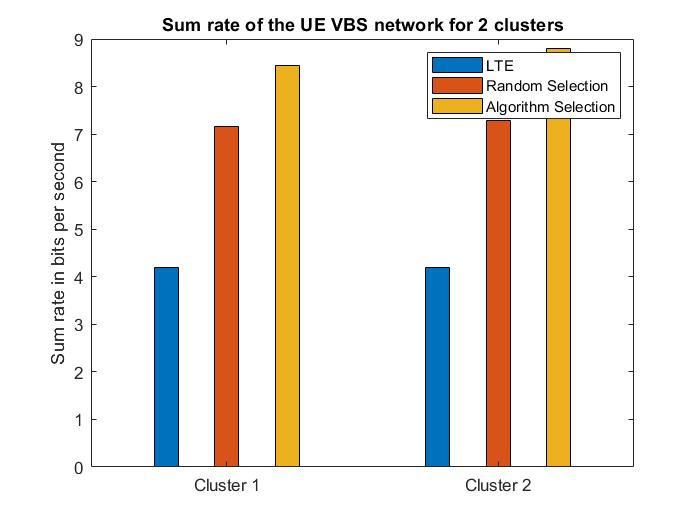 Sum rate of the UE VBS network for 2 clusters
9
8
7
6
5
4
3
2
1
0
Sum rate in bits per second
LTE
Random Selection
Algorithm Selection
Cluster 1
Cluster 2